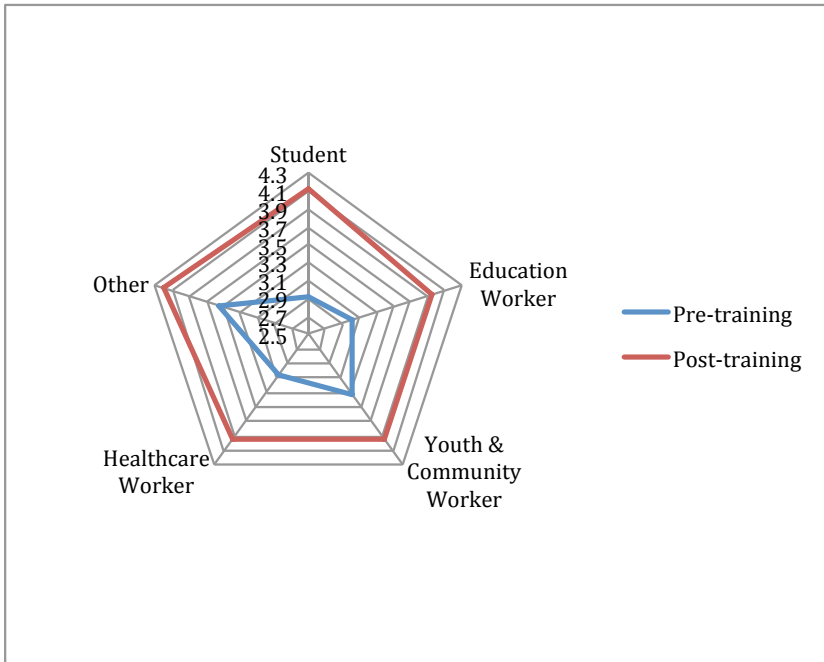 Student
4.3
4.1
3.9
3.7
3.5
3.3
3.1
2.9
2.7
2.5
Education
Worker
Other
Pre-training
Post-training
Youth &
Community
Worker
Healthcare
Worker